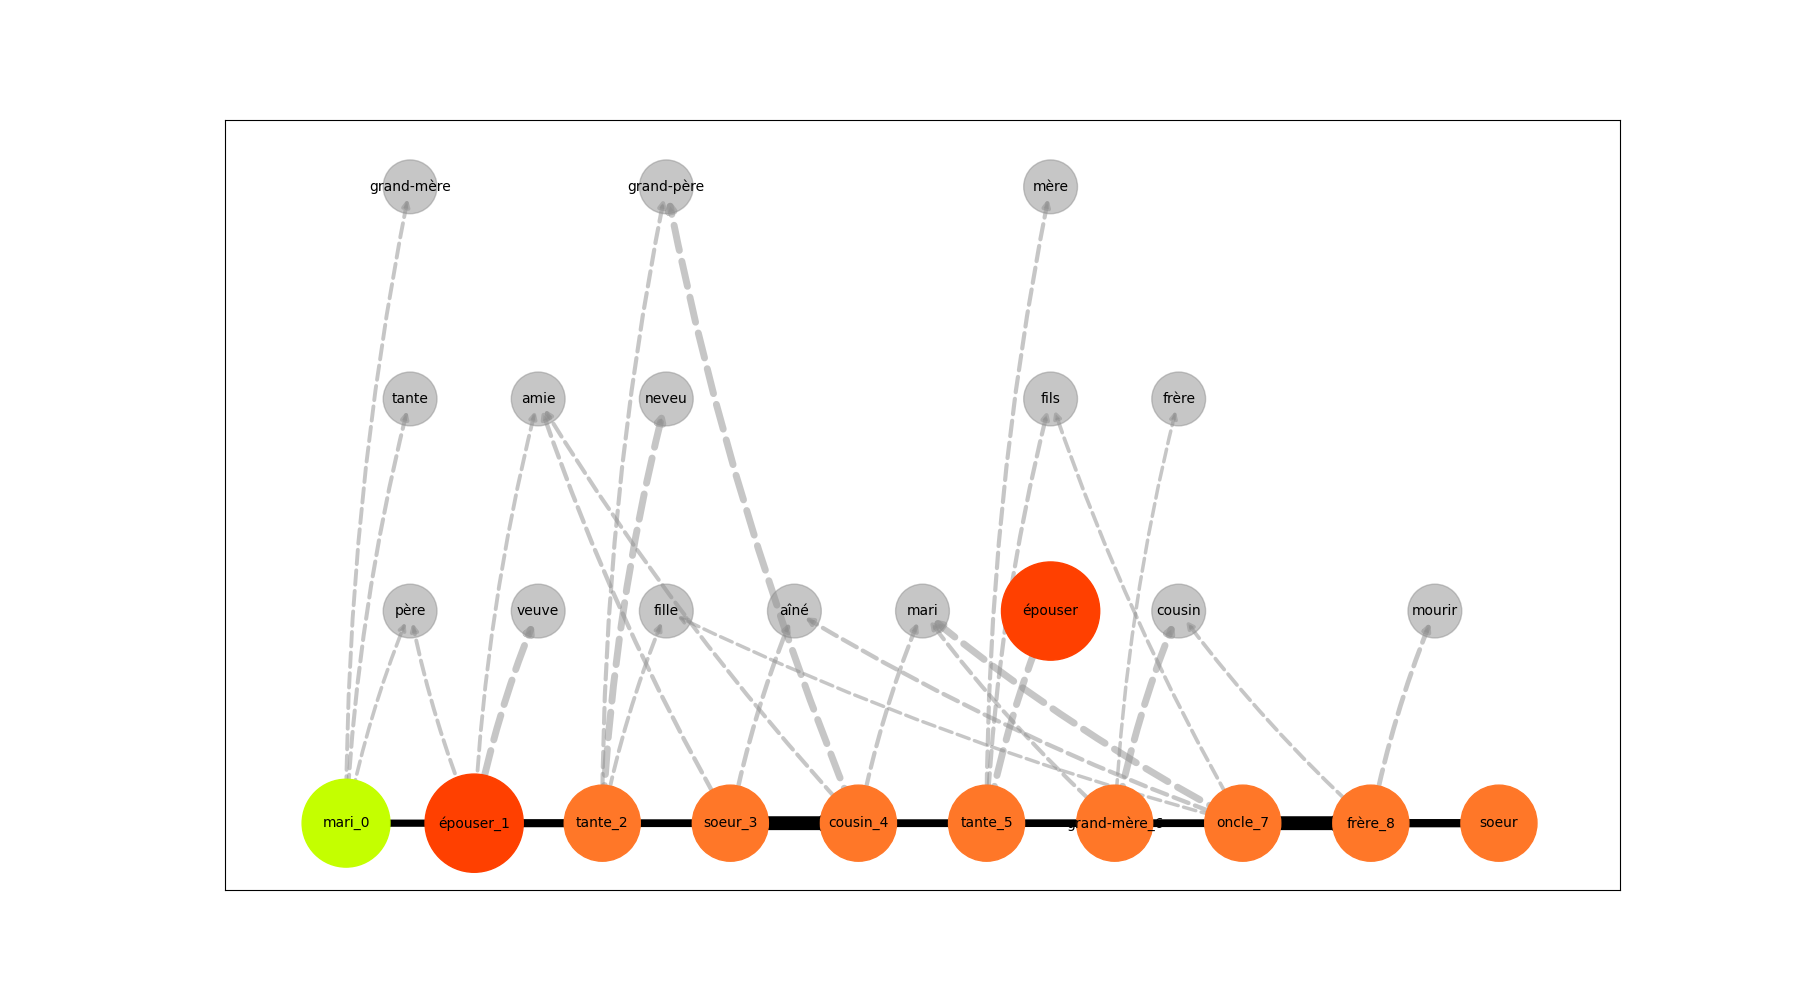 grand-mère grand-père mère
tante amie neveu fils frère
père veuve fille aîné mari épouser cousin mourir
mari_0 épouser_1 tante_2 soeur_3 cousin_4 tante_5 grand-mère_6 oncle_7 frère_8 soeur